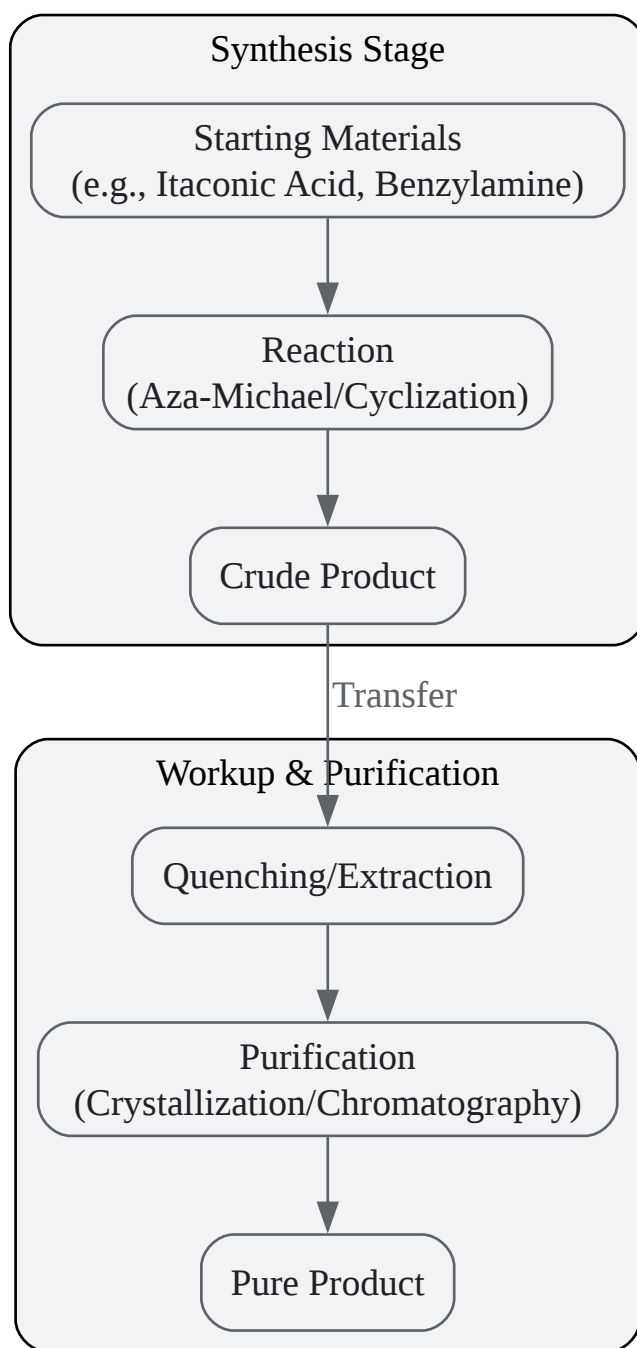 Synthesis Stage
Starting Materials
(e.g., Itaconic Acid, Benzylamine)
Reaction
(Aza-Michael/Cyclization)
Crude Product
Transfer
Workup & Purification
Quenching/Extraction
Purification
(Crystallization/Chromatography)
Pure Product